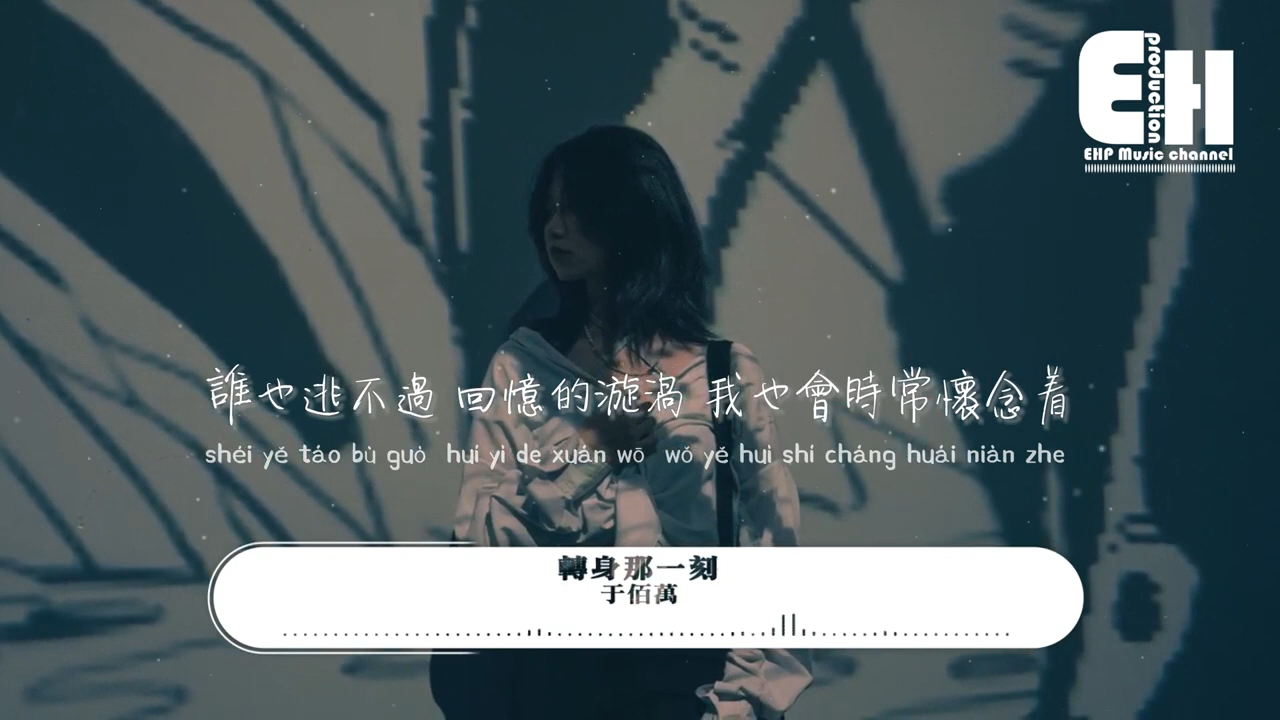 EH
production
EHP Music channel
誰也逃不過 回憶的漩渦 我也會時常懷念着
shéi yě táo bù guò huí yì de xuán wō wǒ yě huì shí cháng huái niàn zhe
轉身那一刻
于佰萬